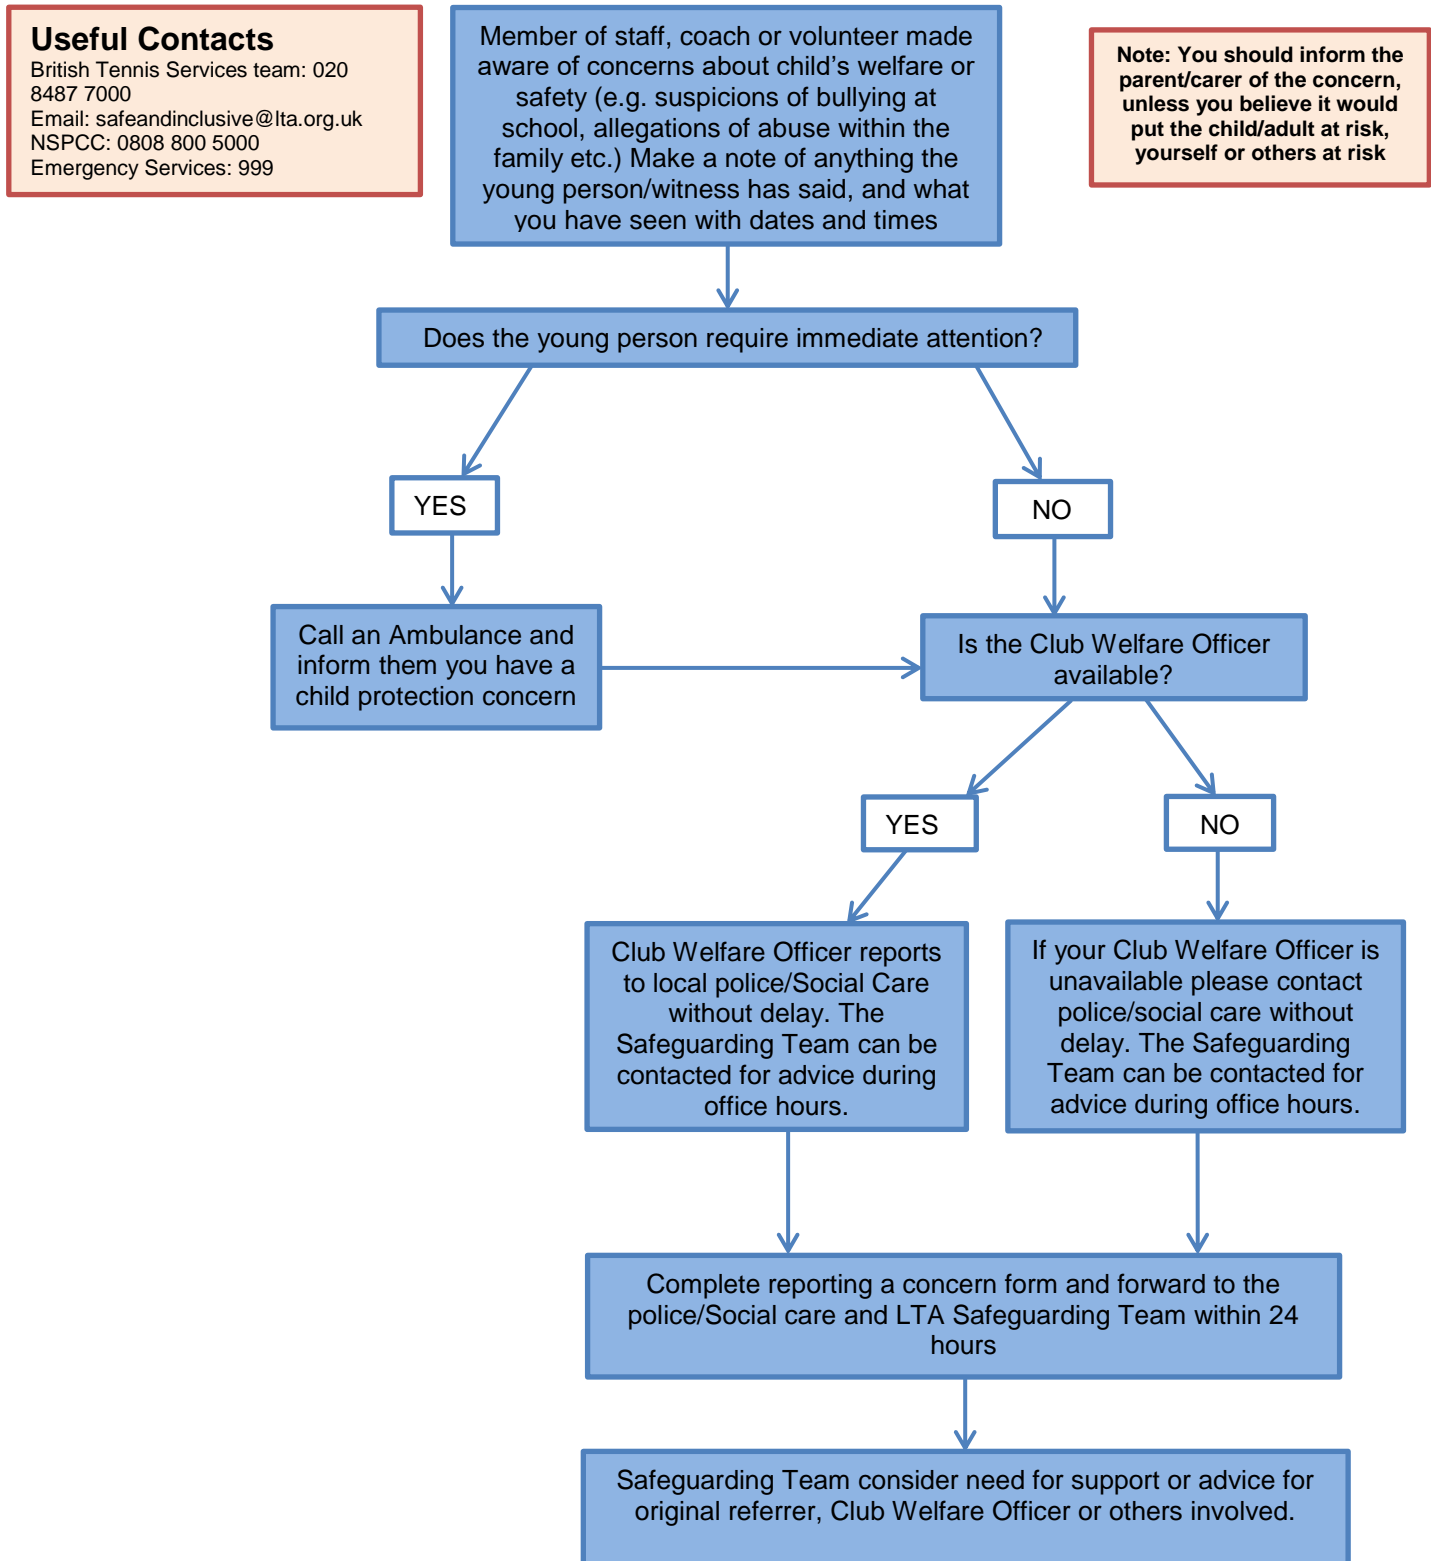 Useful Contacts
British Tennis Services team: 020
8487 7000
Email: safeandinclusive@lta.org.uk
NSPCC: 0808 800 5000
Emergency Services: 999
Member of staff, coach or volunteer made
aware of concerns about child’s welfare or
safety (e.g. suspicions of bullying at
school, allegations of abuse within the
family etc.) Make a note of anything the
young person/witness has said, and what
you have seen with dates and times
Note: You should inform the
parent/carer of the concern,
unless you believe it would
put the child/adult at risk,
yourself or others at risk
Does the young person require immediate attention?
YES
NO
Call an Ambulance and
inform them you have a
child protection concern
Is the Club Welfare Officer
available?
YES
NO
Club Welfare Officer reports
to local police/Social Care
without delay. The
Safeguarding Team can be
contacted for advice during
office hours.
If your Club Welfare Officer is
unavailable please contact
police/social care without
delay. The Safeguarding
Team can be contacted for
advice during office hours.
Complete reporting a concern form and forward to the
police/Social care and LTA Safeguarding Team within 24
hours
Safeguarding Team consider need for support or advice for
original referrer, Club Welfare Officer or others involved.